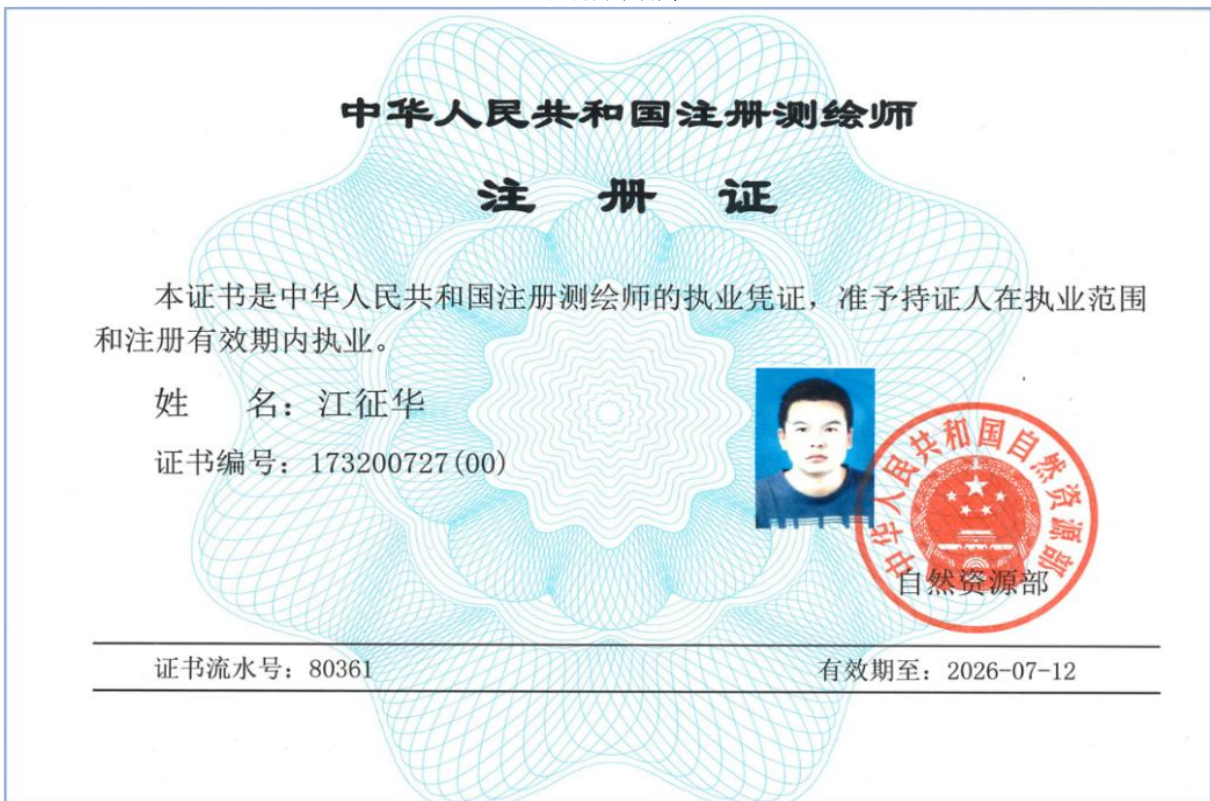 中华人民共和国注册测绘师
注册证
本证书是中华人民共和国注册测绘师的执业凭证，准予持证人在执业范围
和注册有效期内执业。
姓 名：江征华
证书编号：173200727(00)
中华人民共和国自然资源部
自然资源部
证书流水号：80361
有效期至：2026-07-12